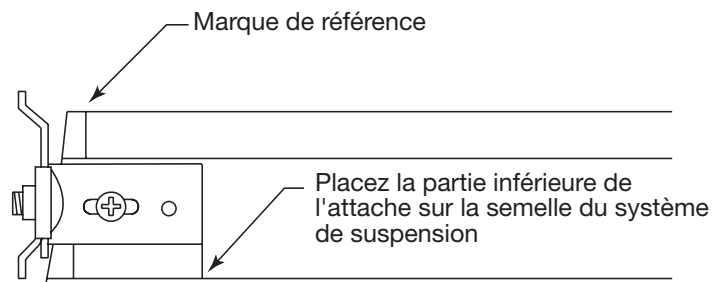 Marque de référence
Placez la partie inférieure de
l'attache sur la semelle du système
de suspension